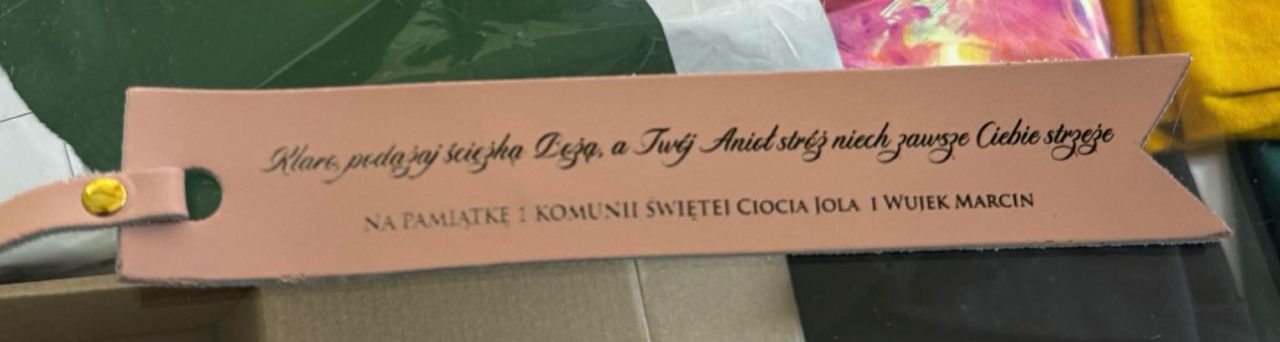 Klaro, podążaj ścieżką Bożą, a Twój Anioł stróż niech zawsze Ciebie strzeże
NA PAMIĄTKĘ I KOMUNII ŚWIĘTEJ CIOCIA JOLA I WUJEK MARCIN